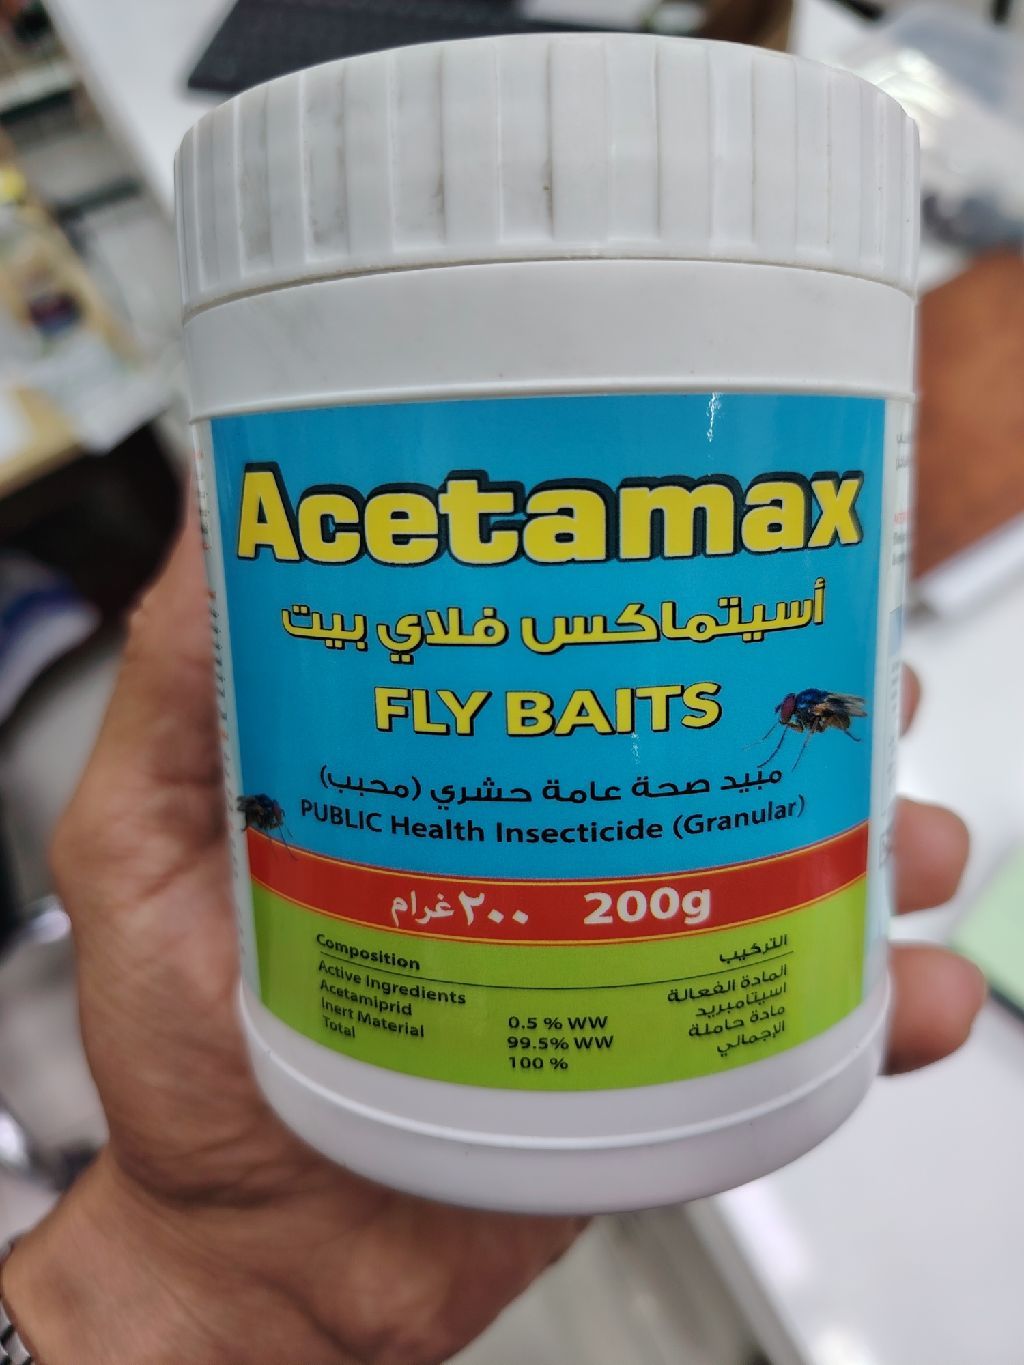 Acetamax
أسيتماكس فلاي بيت
FLY BAITS
مبيد صحة عامة حشري (محبب)
PUBLIC Health Insecticide (Granular)
200g ٢٠٠ غرام
Composition التركيب
Active Ingredients المادة الفعالة
Acetamiprid 0.5 % WW اسيتامبريد
Inert Material 99.5% WW مادة حاملة
Total 100 % الإجمالي